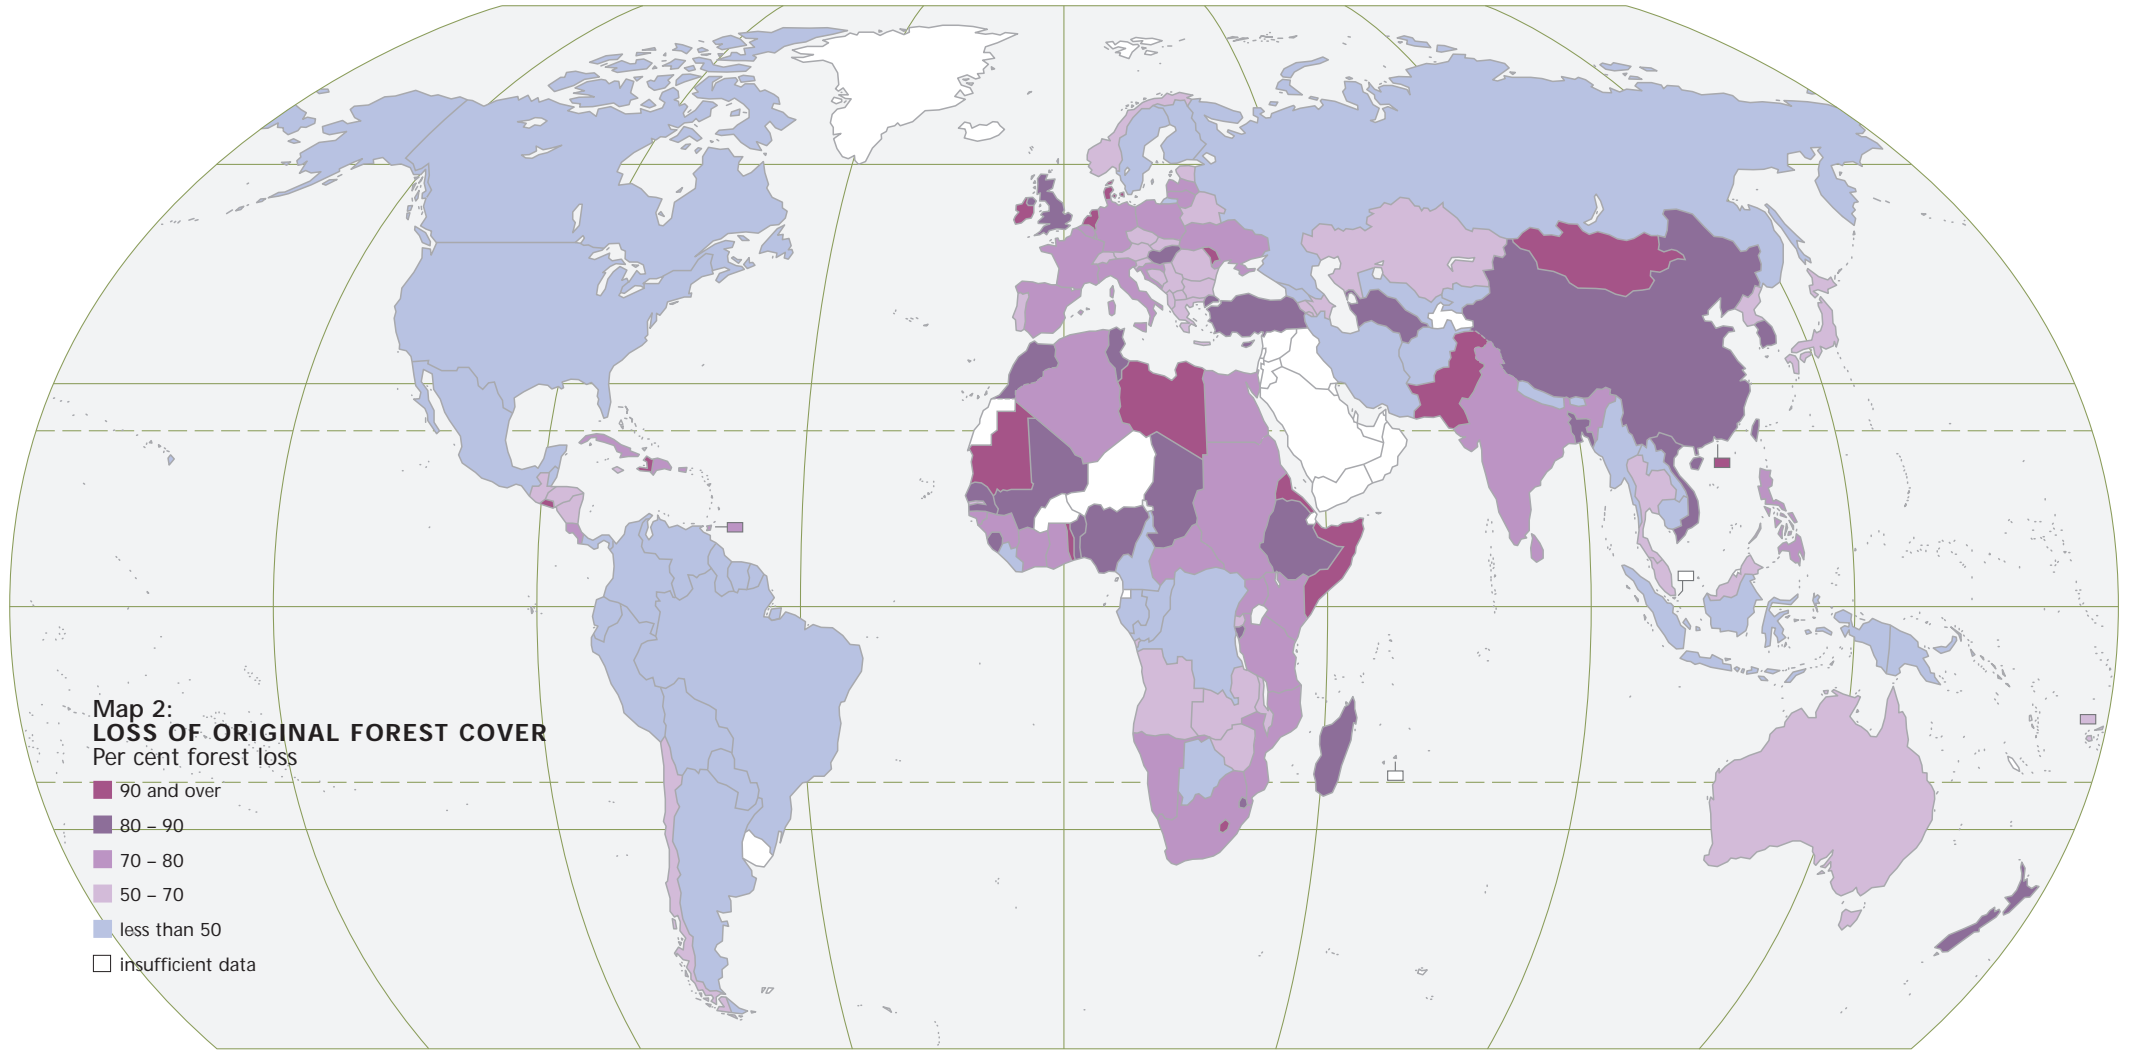 Map 2:
LOSS OF ORIGINAL FOREST COVER
Per cent forest loss
90 and over
80 – 90
70 – 80
50 – 70
less than 50
insufficient data